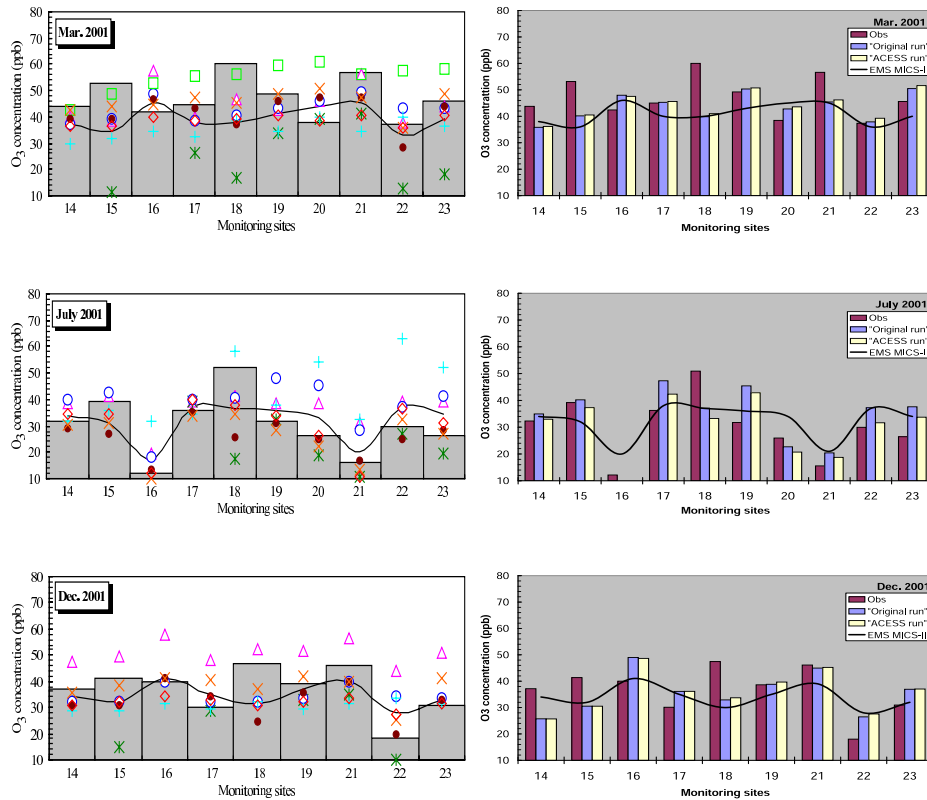 Mar. 2001
O3 concentration (ppb)
80
70
60
50
40
30
20
10
14 15 16 17 18 19 20 21 22 23
Monitoring sites
Mar. 2001
Obs
"Original run"
"ACESS run"
EMS MICS-II
O3 concentratiion (ppb)
80
70
60
50
40
30
20
10
14 15 16 17 18 19 20 21 22 23
Monitoring sites
July 2001
O3 concentration (ppb)
80
70
60
50
40
30
20
10
14 15 16 17 18 19 20 21 22 23
Monitoring sites
July 2001
Obs
"Original run"
"ACESS run"
EMS MICS-II
O3 concentration (ppb)
80
70
60
50
40
30
20
10
14 15 16 17 18 19 20 21 22 23
Monitoring sites
Dec. 2001
O3 concentration (ppb)
80
70
60
50
40
30
20
10
14 15 16 17 18 19 21 22 23
Monitoring sites
Dec. 2001
Obs
"Original run"
"ACESS run"
EMS MICS-II
O3 concentration (ppb)
80
70
60
50
40
30
20
10
14 15 16 17 18 19 21 22 23
Monitoring sites